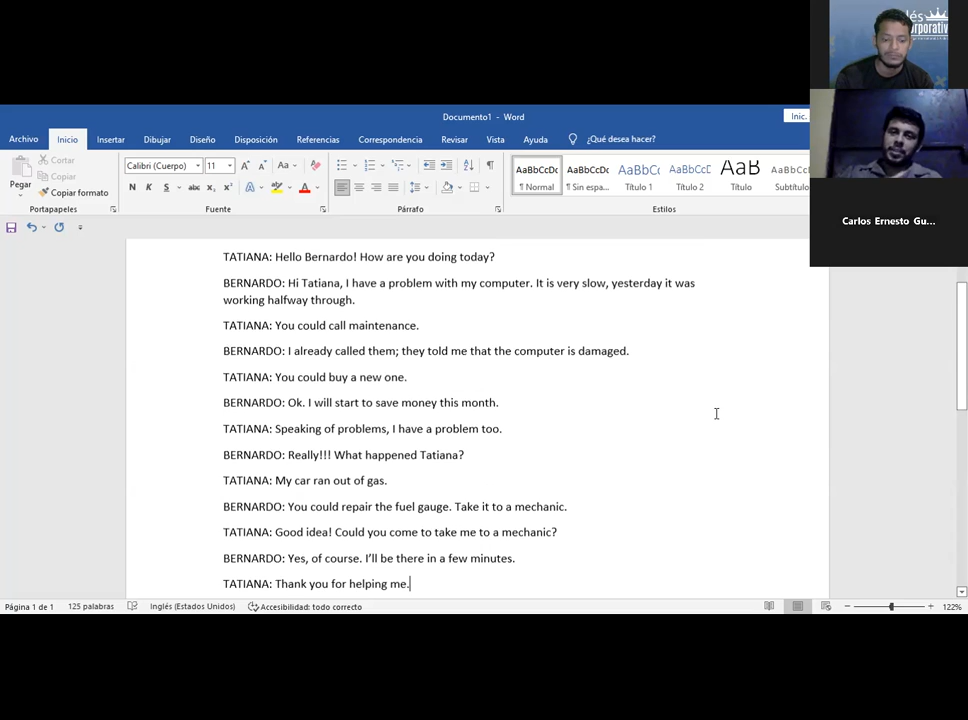 lés
orporativ
Documento1 - Word
Inic.
Archivo Inicio Insertar Dibujar Diseño Disposición Referencias Correspondencia Revisar Vista Ayuda ¿Qué desea hacer?
Pegar
Cortar
Copiar
Copiar formato
Calibri (Cuerpo) 11
N K S abc x₂ x²
AaBbCcDc AaBbCcDc AaBbCc AaBbCcD AaB AaBbCcD
¶ Normal ¶ Sin espa... Título 1 Título 2 Título Subtítulo
Portapapeles Fuente Párrafo Estilos
Carlos Ernesto Gu...
TATIANA: Hello Bernardo! How are you doing today?
BERNARDO: Hi Tatiana, I have a problem with my computer. It is very slow, yesterday it was
working halfway through.
TATIANA: You could call maintenance.
BERNARDO: I already called them; they told me that the computer is damaged.
TATIANA: You could buy a new one.
BERNARDO: Ok. I will start to save money this month.
TATIANA: Speaking of problems, I have a problem too.
BERNARDO: Really!!! What happened Tatiana?
TATIANA: My car ran out of gas.
BERNARDO: You could repair the fuel gauge. Take it to a mechanic.
TATIANA: Good idea! Could you come to take me to a mechanic?
BERNARDO: Yes, of course. I'll be there in a few minutes.
TATIANA: Thank you for helping me.
Página 1 de 1 125 palabras Inglés (Estados Unidos) Accesibilidad: todo correcto 122%